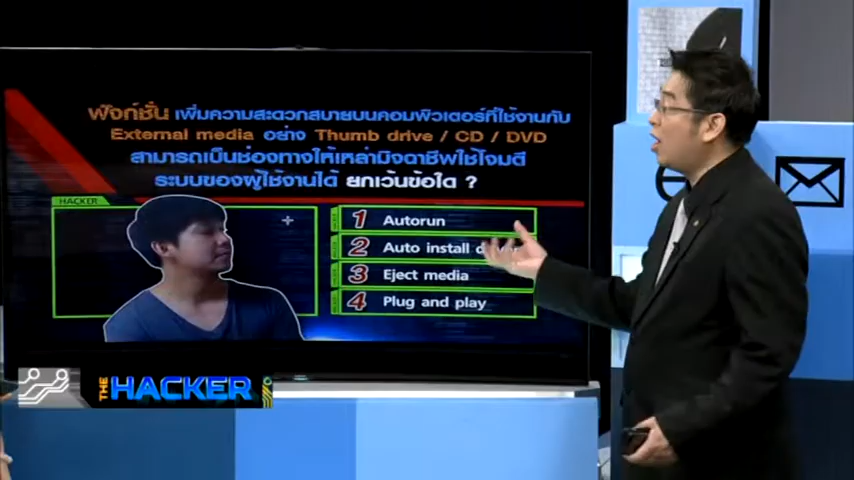 ฟังก์ชั่น เพิ่มความสะดวกสบายบนคอมพิวเตอร์ที่ใช้งานกับ
External media อย่าง Thumb drive / CD / DVD
สามารถเป็นช่องทางให้เหล่ามิจฉาชีพใช้โจมตี
ระบบของผู้ใช้งานได้ ยกเว้นข้อใด ?
HACKER
1 Autorun
2 Auto install
3 Eject media
4 Plug and play
THE HACKER